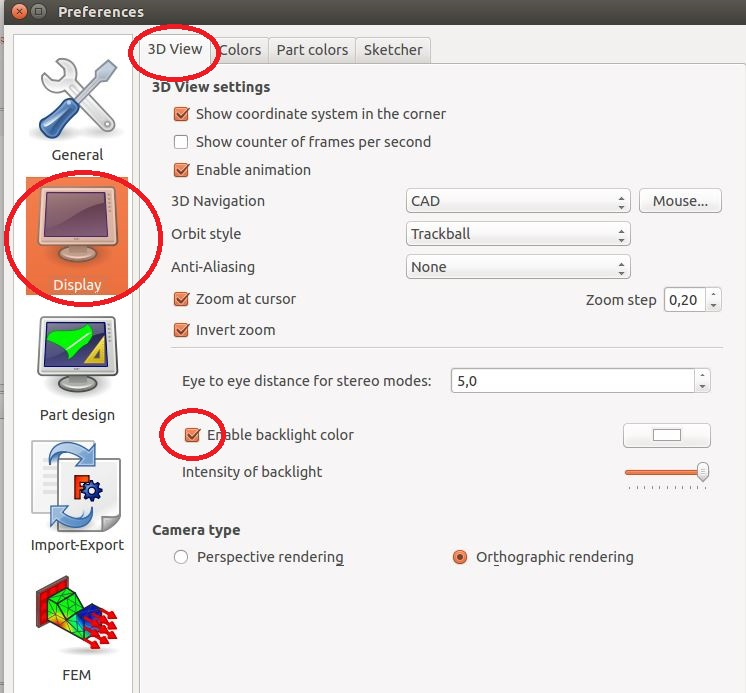 Preferences
3D View Colors Part colors Sketcher
General
Display
Part design
Import-Export
FEM
3D View settings
Show coordinate system in the corner
Show counter of frames per second
Enable animation
3D Navigation CAD Mouse...
Orbit style Trackball
Anti-Aliasing None
Zoom at cursor Zoom step 0,20
Invert zoom
Eye to eye distance for stereo modes: 5,0
Enable backlight color
Intensity of backlight
Camera type
Perspective rendering Orthographic rendering